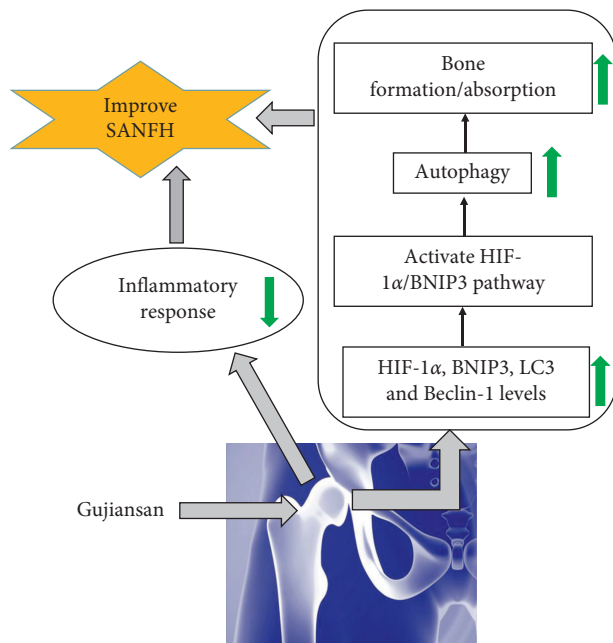 Bone
formation/absorption
Improve
SANFH
Autophagy
Activate HIF-
1α/BNIP3 pathway
Inflammatory
response
HIF-1α, BNIP3, LC3
and Beclin-1 levels
Gujiansan